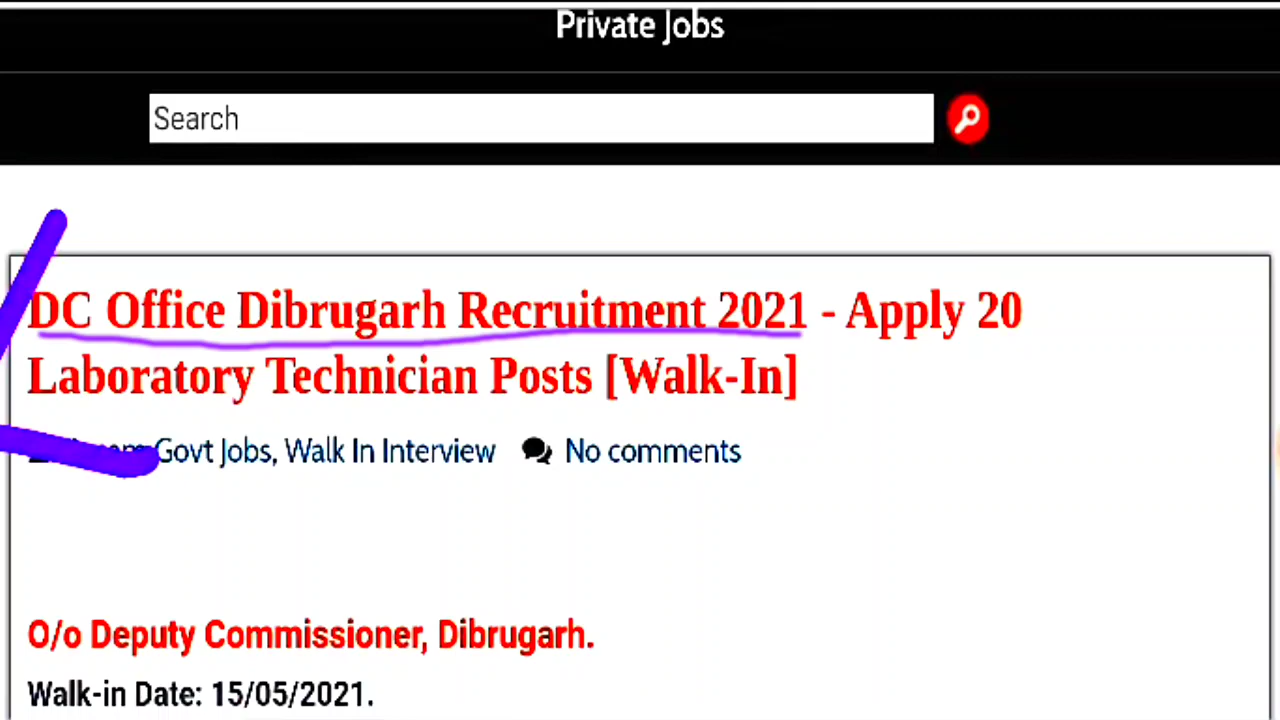 Private Jobs
Search
DC Office Dibrugarh Recruitment 2021 - Apply 20
Laboratory Technician Posts [Walk-In]
Govt Jobs, Walk In Interview No comments
O/o Deputy Commissioner, Dibrugarh.
Walk-in Date: 15/05/2021.